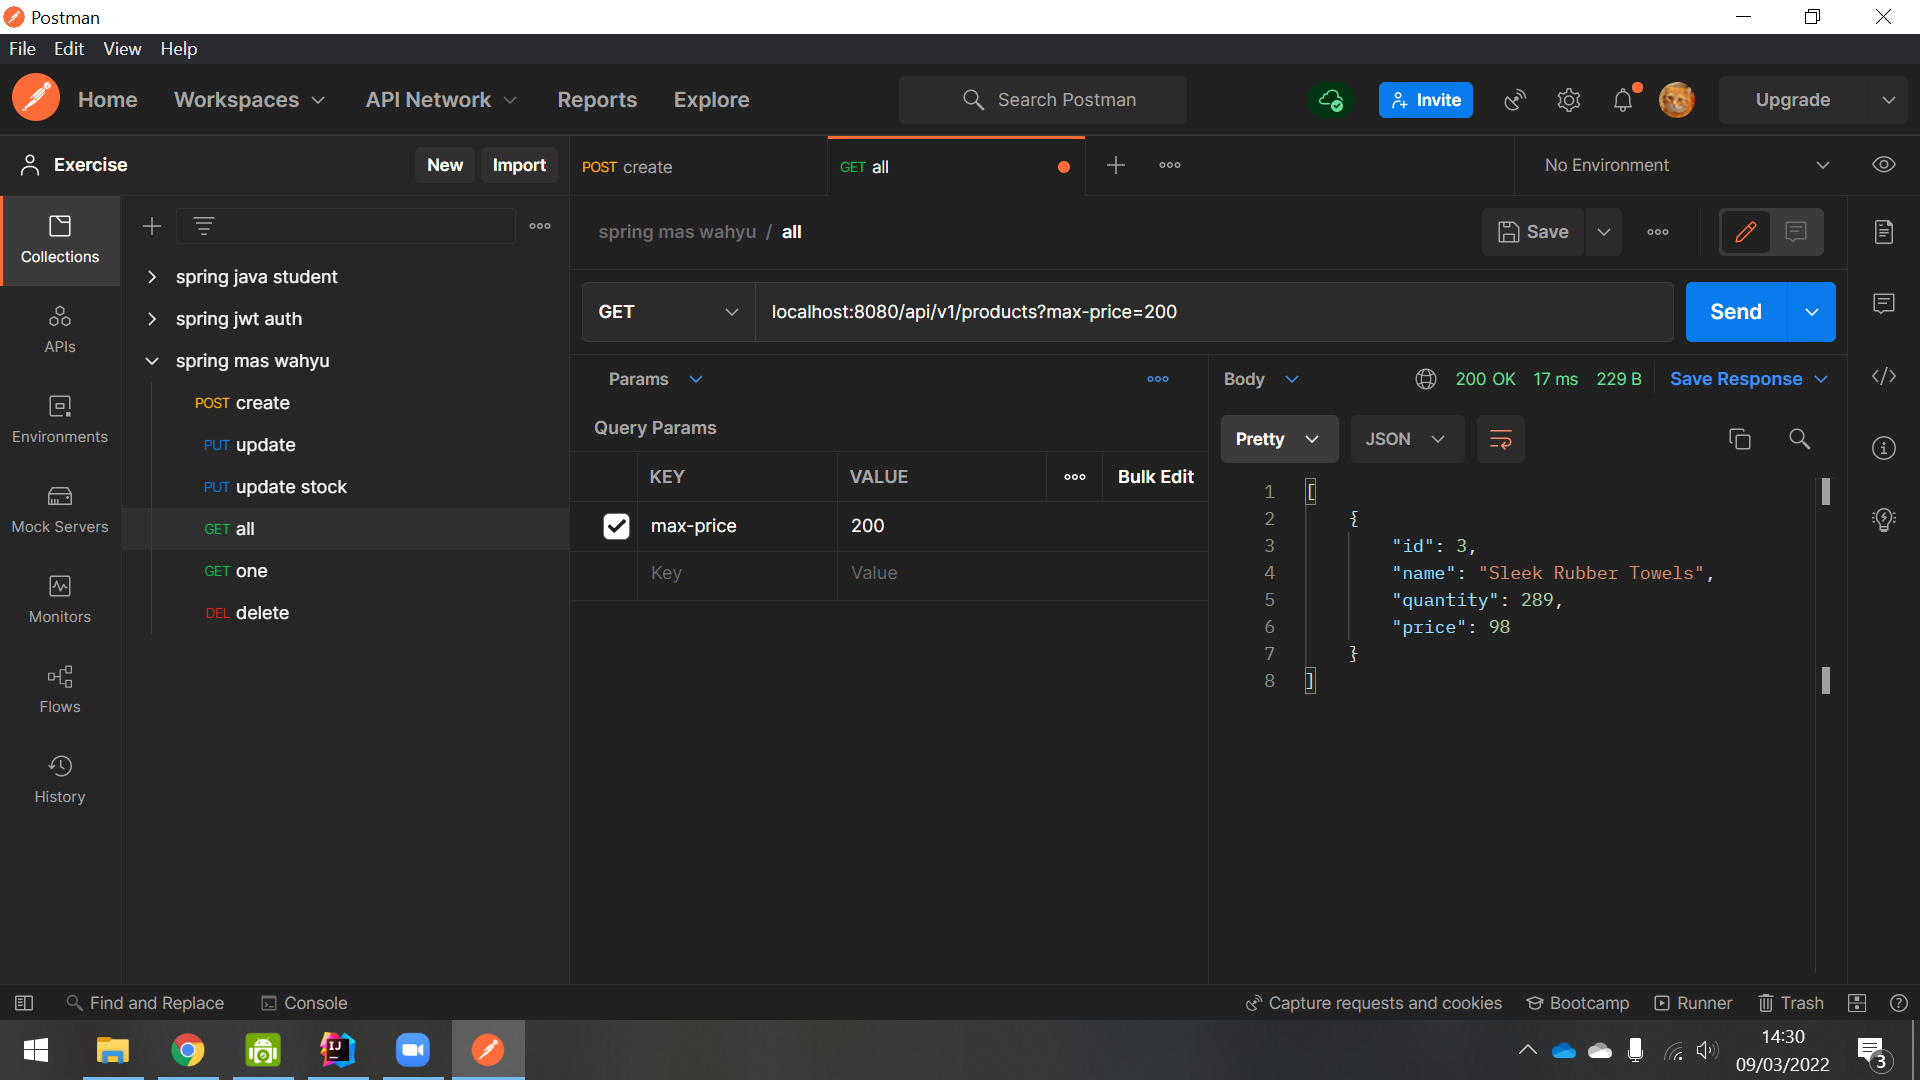 Postman
File Edit View Help
Home Workspaces API Network Reports Explore Search Postman Invite Upgrade
Exercise New Import POST create GET all No Environment
spring mas wahyu / all Save
Collections
APIs
Environments
Mock Servers
Monitors
Flows
History
spring java student
spring jwt auth
spring mas wahyu
POST create
PUT update
PUT update stock
GET all
GET one
DEL delete
GET localhost:8080/api/v1/products?max-price=200 Send
Params
Query Params
KEY VALUE Bulk Edit
max-price 200
Key Value
Body 200 OK 17 ms 229 B Save Response
Pretty JSON
1 [
2 {
3 "id": 3,
4 "name": "Sleek Rubber Towels",
5 "quantity": 289,
6 "price": 98
7 }
8 ]
Find and Replace Console Capture requests and cookies Bootcamp Runner Trash
IJ
14:30
09/03/2022
3